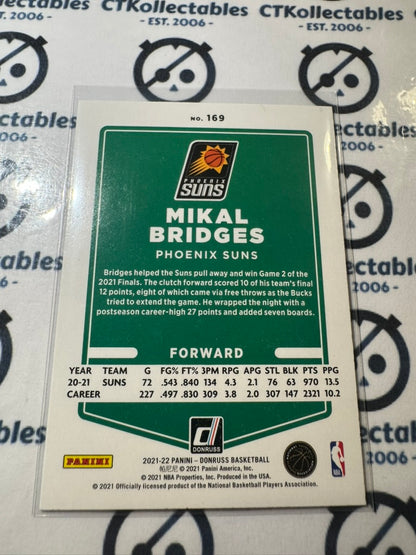 CTKollectables CTKollectables
- Est. 2006 - - Est. 2006 -
NO. 169
PHOENIX
SUNS
MIKAL
BRIDGES
PHOENIX SUNS
Bridges helped the Suns pull away and win Game 2 of the
2021 Finals. The clutch forward scored 10 of his team's final
12 points, eight of which came via free throws as the Bucks
tried to extend the game. He wrapped the night with a
postseason career-high 27 points and added seven boards.
FORWARD
YEAR TEAM G FG% FT% 3PM RPG APG STL BLK PTS PPG
20-21 SUNS 72 .543 .840 134 4.3 2.1 76 63 970 13.5
CAREER 227 .497 .830 309 3.8 2.0 307 147 2321 10.2
DONRUSS
PANINI
2021-22 PANINI – DONRUSS BASKETBALL
帕尼尼 © 2021 Panini America, Inc.
© 2021 NBA Properties, Inc. Produced in the USA.
© 2021 Officially licensed product of the National Basketball Players Association.
NBA